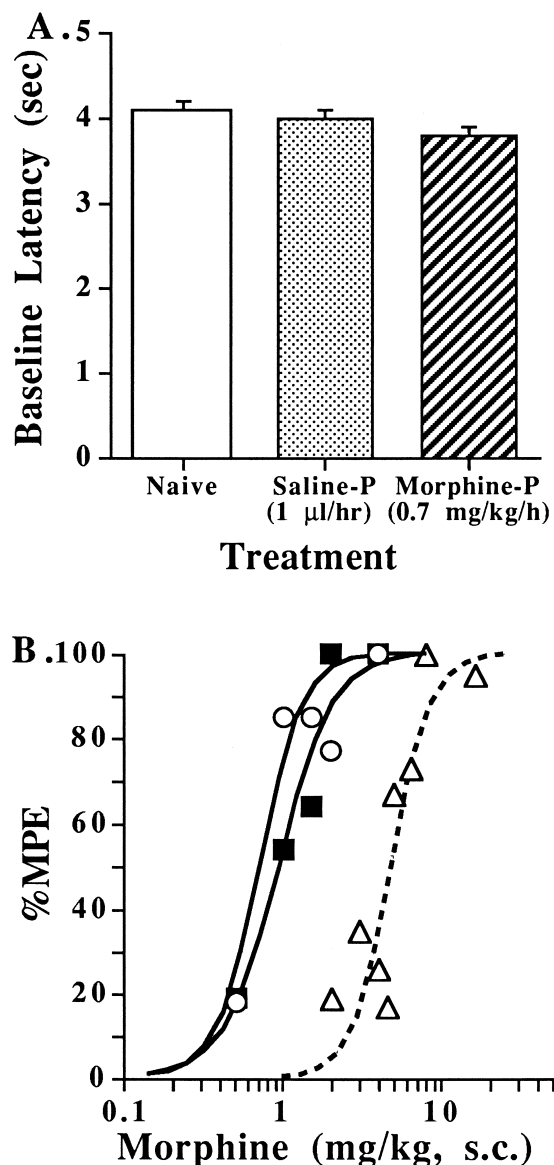 A.
5
4
3
2
1
0
Baseline Latency (sec)
Naive Saline-P Morphine-P
(1 µl/hr) (0.7 mg/kg/h)
Treatment
B.
100
80
60
40
20
0
%MPE
0.1 1 10
Morphine (mg/kg, s.c.)